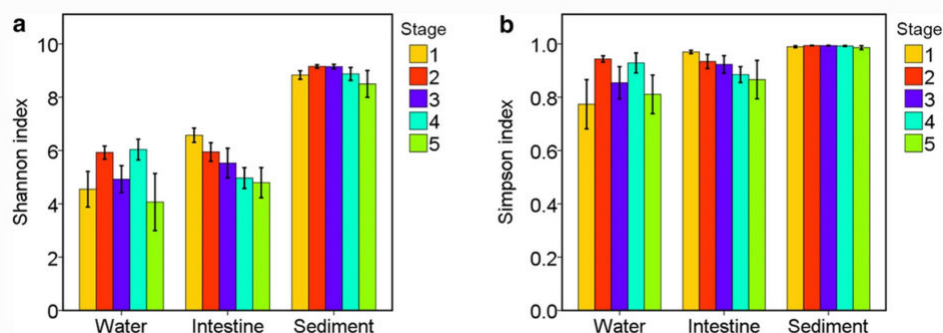 a
Shannon index
10
8
6
4
2
0
Water Intestine Sediment
Stage
1
2
3
4
5
b
Simpson index
1.0
0.8
0.6
0.4
0.2
0.0
Water Intestine Sediment
Stage
1
2
3
4
5